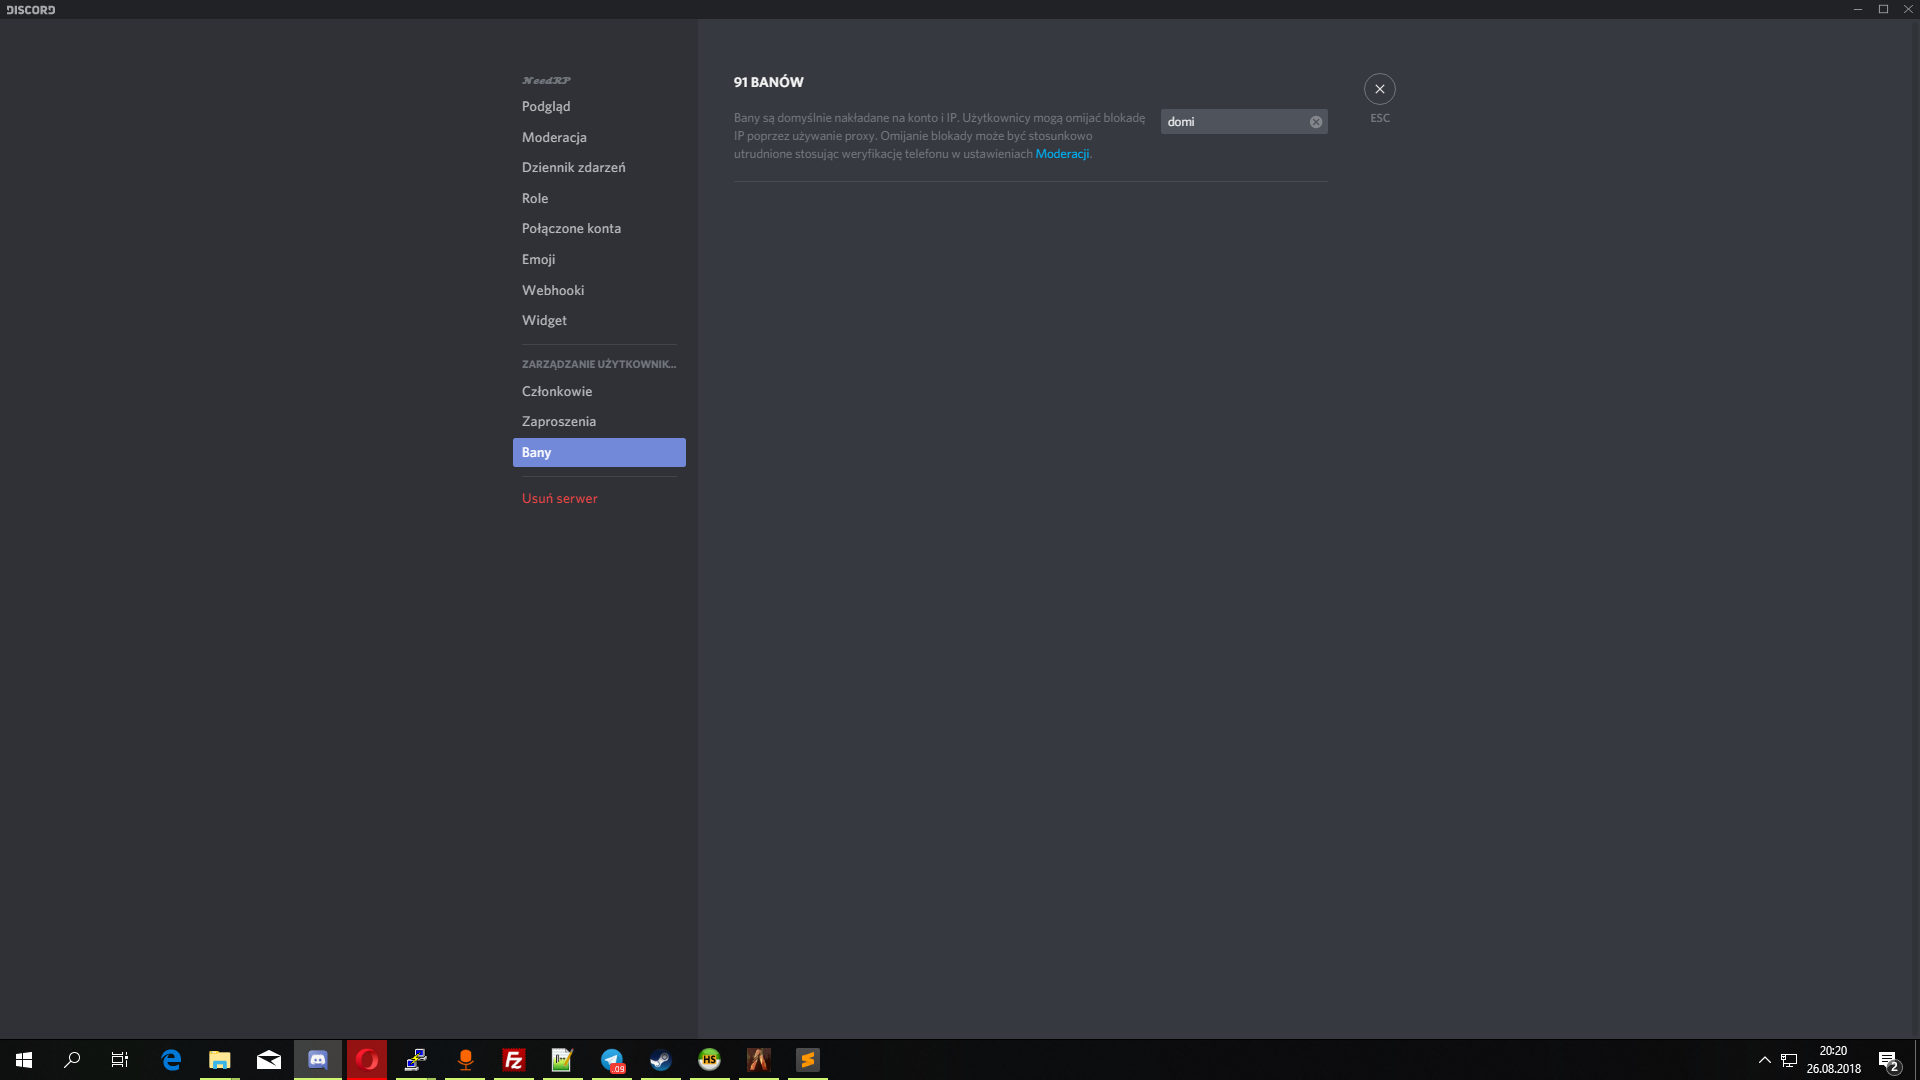 DISCORD
NeedRP
Podgląd
Moderacja
Dziennik zdarzeń
Role
Połączone konta
Emoji
Webhooki
Widget
ZARZĄDZANIE UŻYTKOWNIK...
Członkowie
Zaproszenia
Bany
Usuń serwer
91 BANÓW
Bany są domyślnie nakładane na konto i IP. Użytkownicy mogą omijać blokadę
IP poprzez używanie proxy. Omijanie blokady może być stosunkowo
utrudnione stosując weryfikację telefonu w ustawieniach Moderacji.
domi
ESC
Fz
.09
HS
20:20
26.08.2018
2